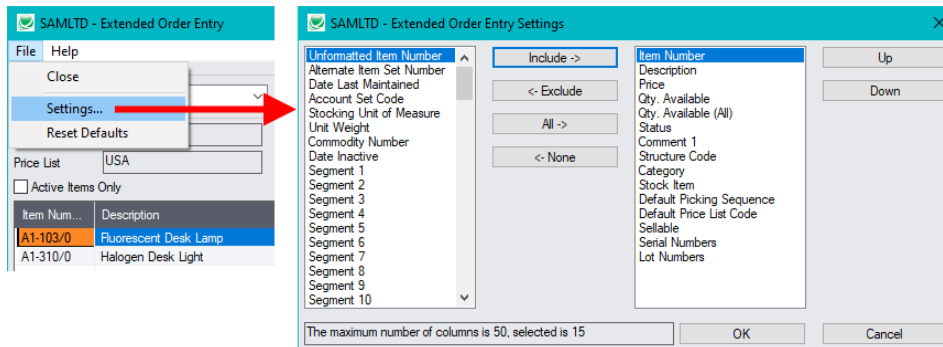 SAMLTD - Extended Order Entry
File Help
Close
Settings...
Reset Defaults
Price List USA
Active Items Only
Item Num... Description
A1-103/0 Fluorescent Desk Lamp
A1-310/0 Halogen Desk Light
SAMLTD - Extended Order Entry Settings
Unformatted Item Number
Alternate Item Set Number
Date Last Maintained
Account Set Code
Stocking Unit of Measure
Unit Weight
Commodity Number
Date Inactive
Segment 1
Segment 2
Segment 3
Segment 4
Segment 5
Segment 6
Segment 7
Segment 8
Segment 9
Segment 10
Include ->
<- Exclude
All ->
<- None
Item Number
Description
Price
Qty. Available
Qty. Available (All)
Status
Comment 1
Structure Code
Category
Stock Item
Default Picking Sequence
Default Price List Code
Sellable
Serial Numbers
Lot Numbers
Up
Down
The maximum number of columns is 50, selected is 15
OK
Cancel